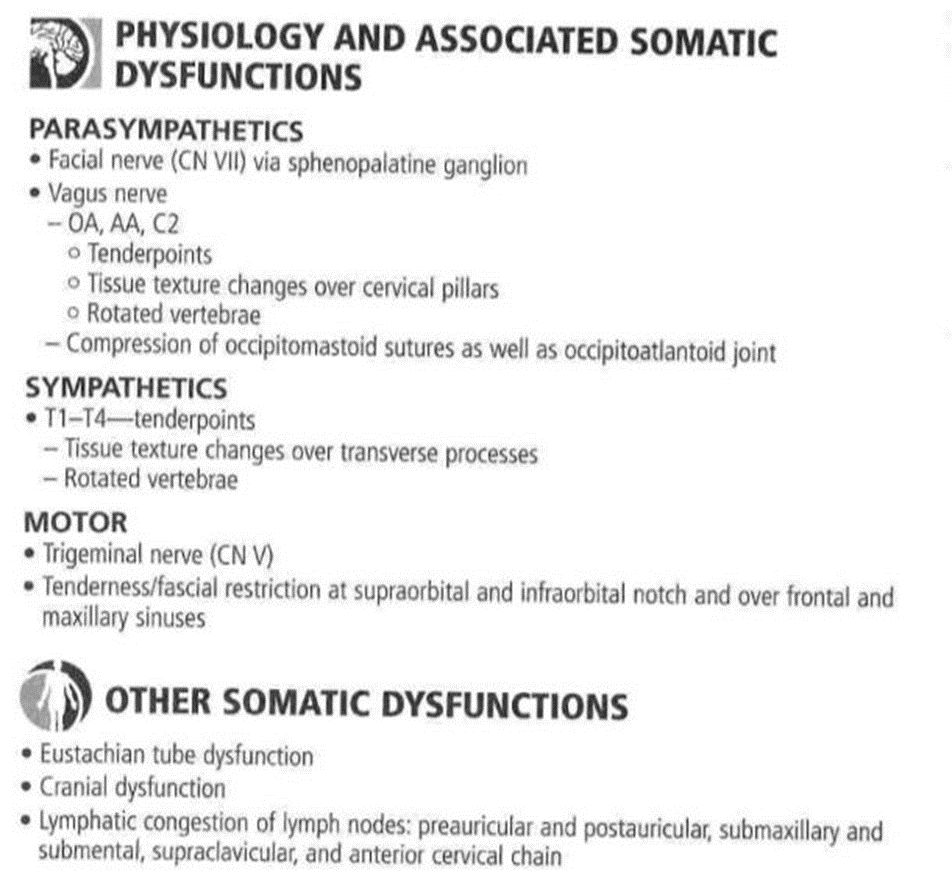 PHYSIOLOGY AND ASSOCIATED SOMATIC
DYSFUNCTIONS
PARASYMPATHETICS
• Facial nerve (CN VII) via sphenopalatine ganglion
• Vagus nerve
– OA, AA, C2
○ Tenderpoints
○ Tissue texture changes over cervical pillars
○ Rotated vertebrae
– Compression of occipitomastoid sutures as well as occipitoatlantoid joint
SYMPATHETICS
• T1–T4—tenderpoints
– Tissue texture changes over transverse processes
– Rotated vertebrae
MOTOR
• Trigeminal nerve (CN V)
• Tenderness/fascial restriction at supraorbital and infraorbital notch and over frontal and
maxillary sinuses
OTHER SOMATIC DYSFUNCTIONS
• Eustachian tube dysfunction
• Cranial dysfunction
• Lymphatic congestion of lymph nodes: preauricular and postauricular, submaxillary and
submental, supraclavicular, and anterior cervical chain